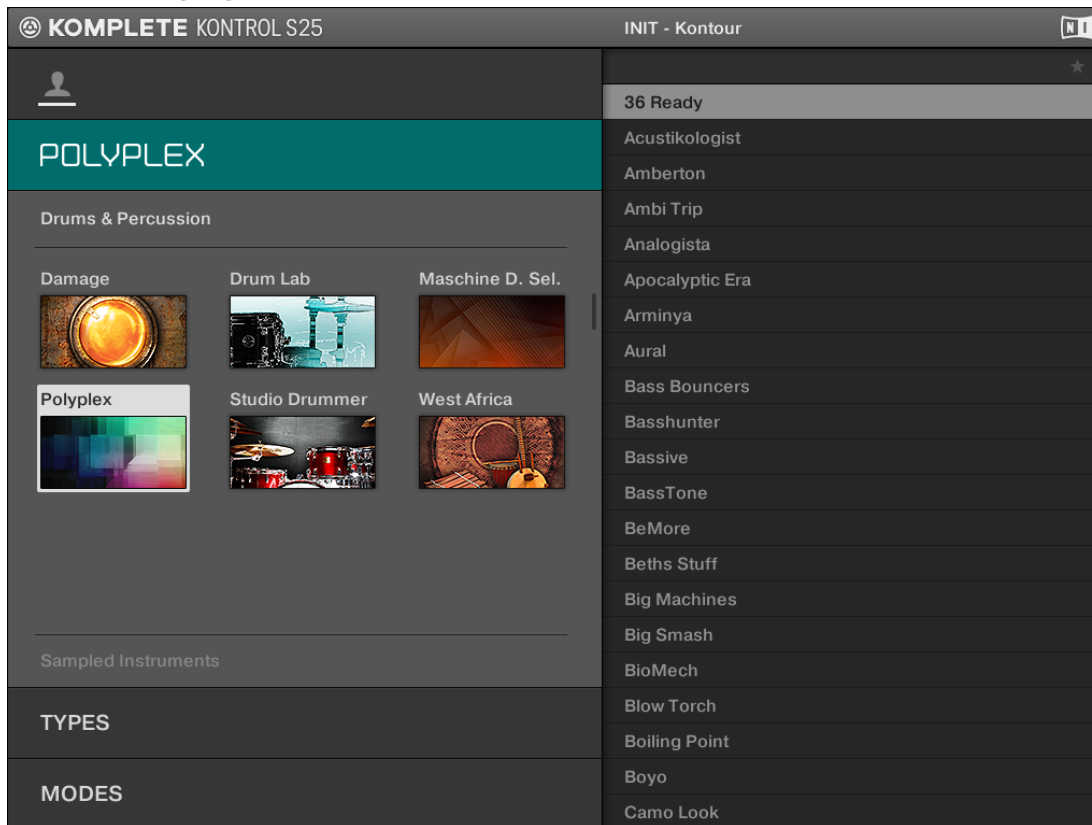 KOMPLETE KONTROL S25
INIT - Kontour
NI
POLYPLEX
Drums & Percussion
Damage
Drum Lab
Maschine D. Sel.
Polyplex
Studio Drummer
West Africa
Sampled Instruments
TYPES
MODES
36 Ready
Acustikologist
Amberton
Ambi Trip
Analogista
Apocalyptic Era
Arminya
Aural
Bass Bouncers
Basshunter
Bassive
BassTone
BeMore
Beths Stuff
Big Machines
Big Smash
BioMech
Blow Torch
Boiling Point
Boyo
Camo Look